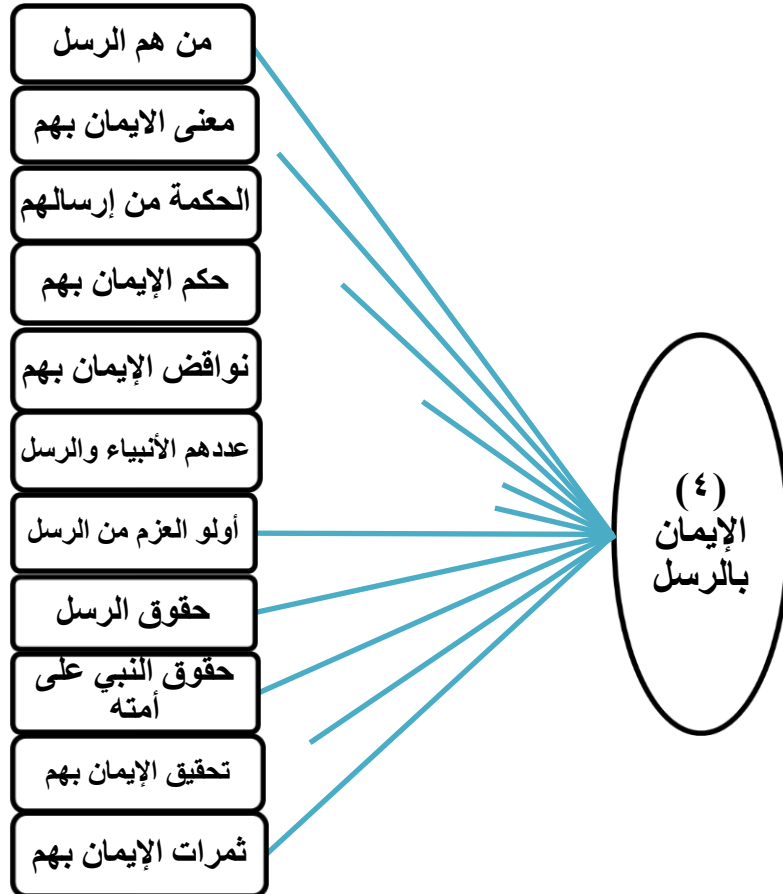 من هم الرسل
معنى الايمان بهم
الحكمة من إرسالهم
حكم الإيمان بهم
نواقض الإيمان بهم
عددهم الأنبياء والرسل
أولو العزم من الرسل
حقوق الرسل
حقوق النبي على
أمته
تحقيق الإيمان بهم
ثمرات الإيمان بهم
(٤)
الإيمان
بالرسل